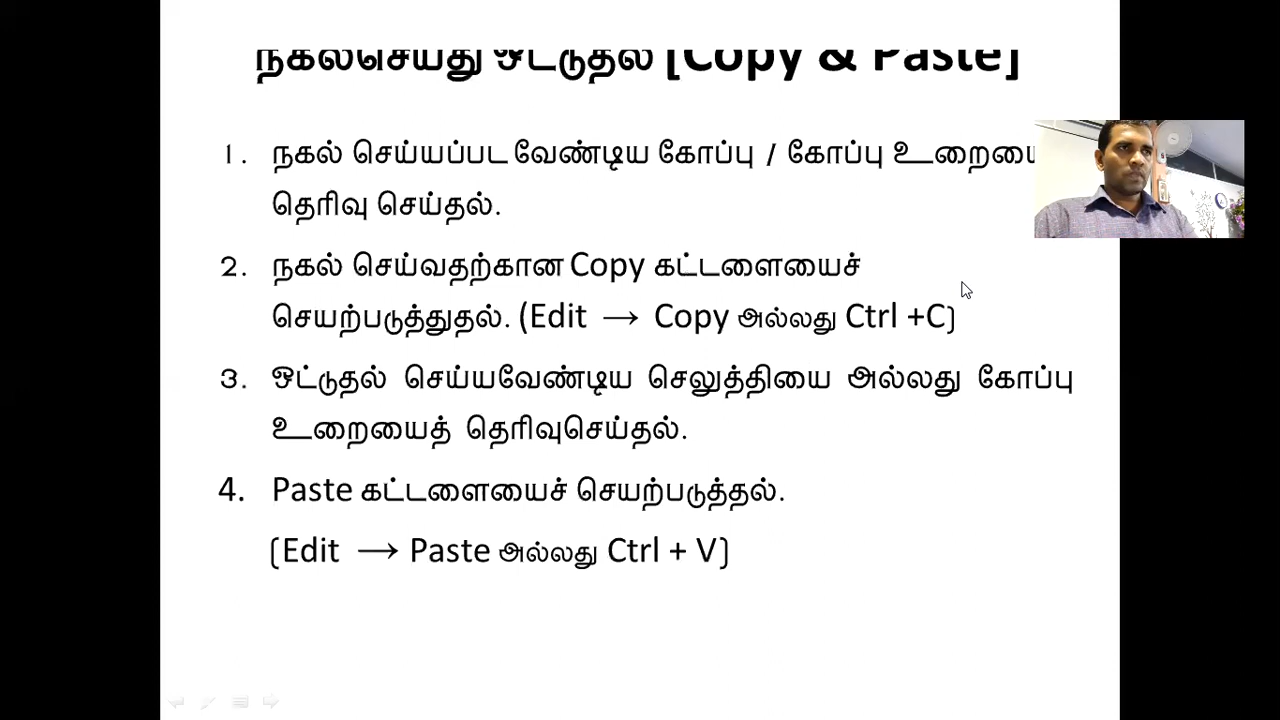 நகல்செய்து ஒட்டுதல் [Copy & Paste]
1. நகல் செய்யப்பட வேண்டிய கோப்பு / கோப்பு உறையை
தெரிவு செய்தல்.
2. நகல் செய்வதற்கான Copy கட்டளையைச்
செயற்படுத்துதல். (Edit → Copy அல்லது Ctrl +C)
3. ஒட்டுதல் செய்யவேண்டிய செலுத்தியை அல்லது கோப்பு
உறையைத் தெரிவுசெய்தல்.
4. Paste கட்டளையைச் செயற்படுத்தல்.
(Edit → Paste அல்லது Ctrl + V)